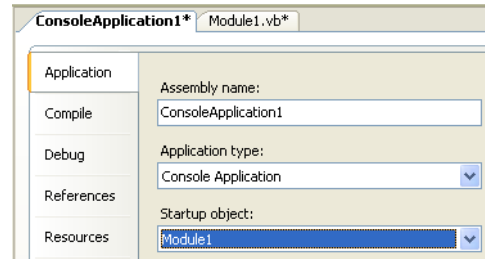 ConsoleApplication1* Module1.vb*
Application
Compile
Debug
References
Resources
Assembly name:
ConsoleApplication1
Application type:
Console Application
Startup object:
Module1